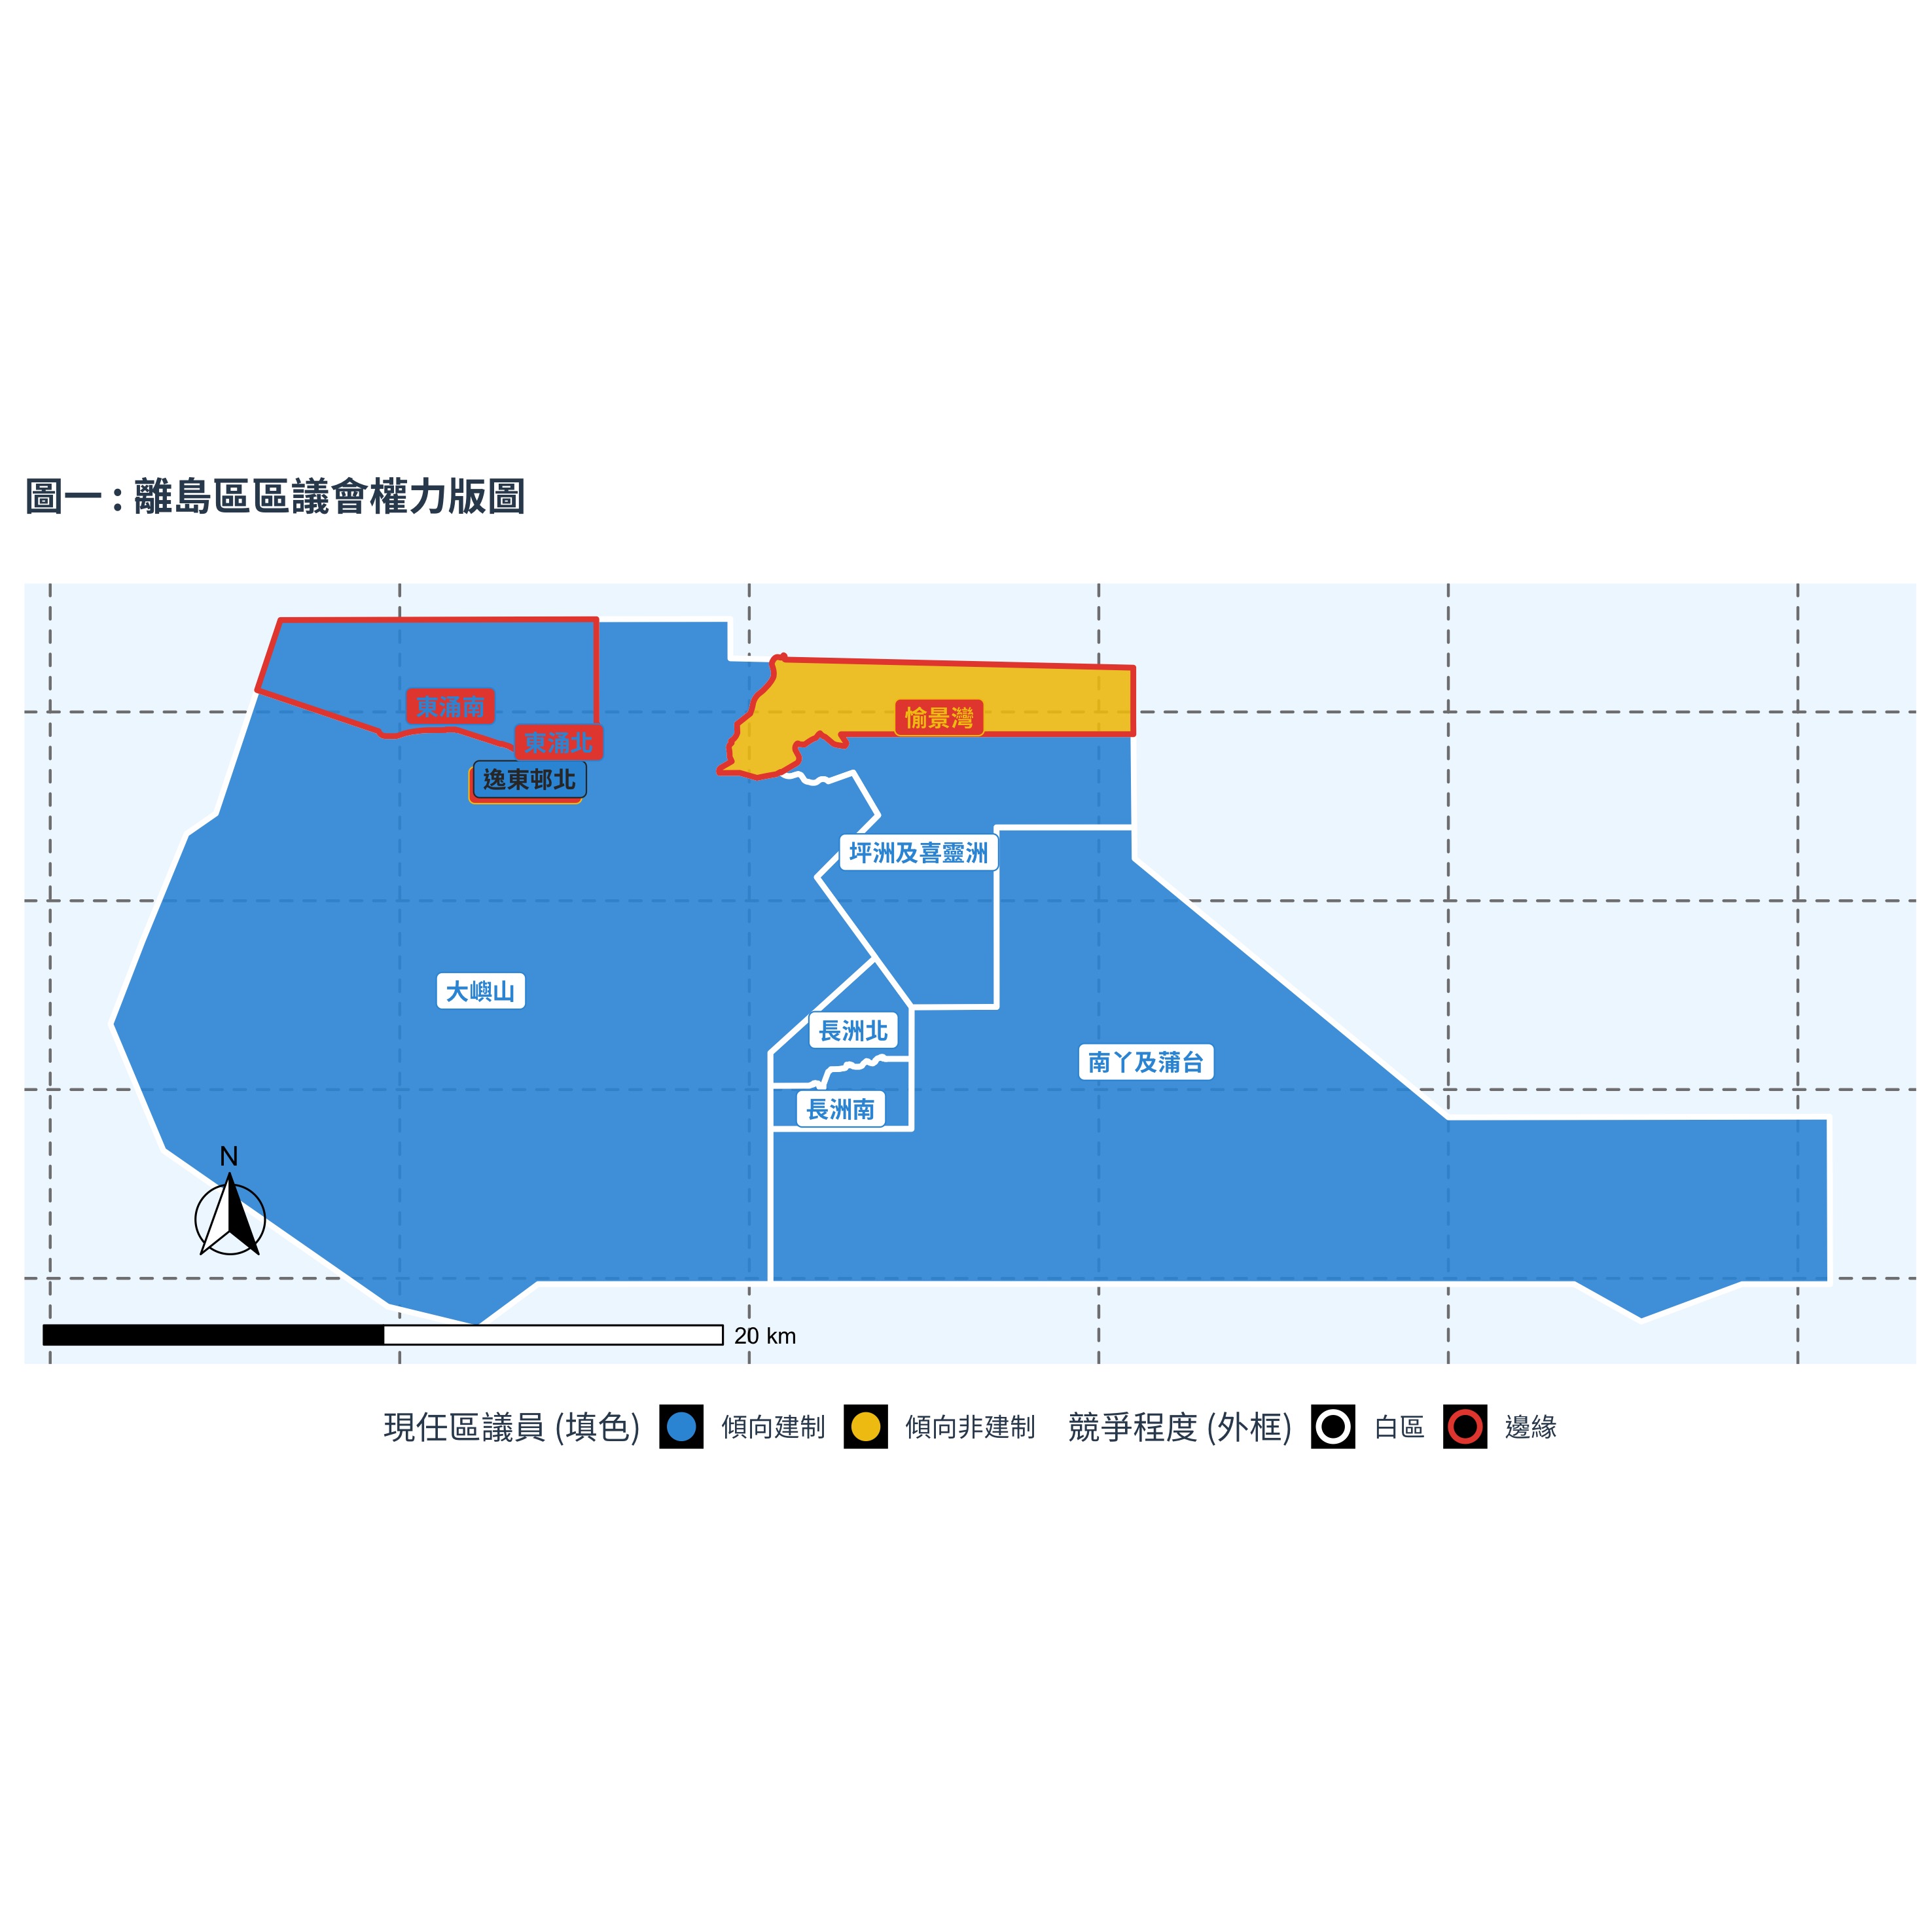 圖一 : 離島區區議會權力版圖
東涌南
愉景灣
東涌北
逸東邨北
坪洲及喜靈洲
大嶼山
長洲北
南丫及蒲台
長洲南
N
20 km
現任區議員 (填色) 傾向建制 傾向非建制 競爭程度 (外框) 白區 邊緣